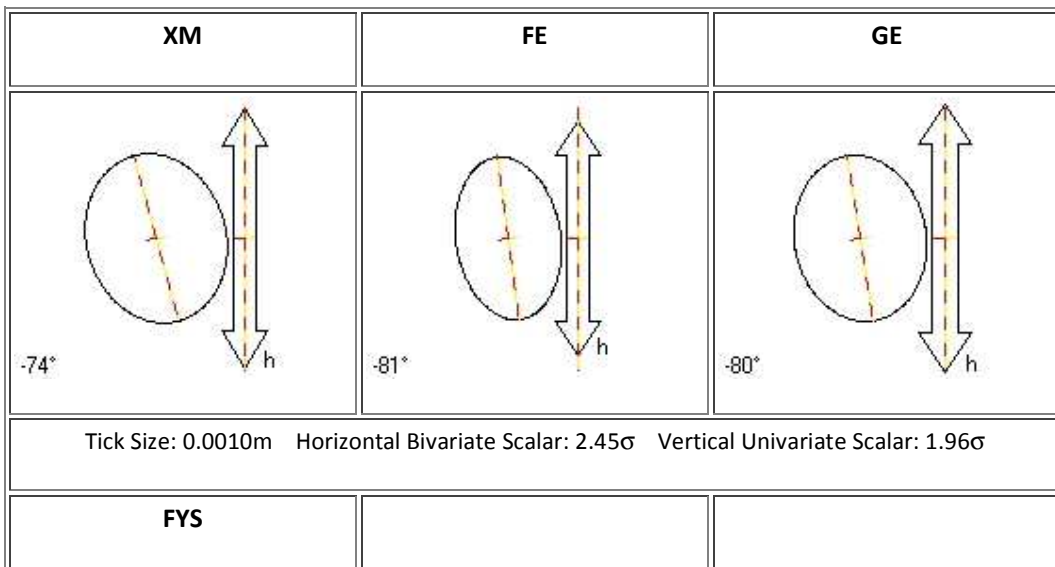 XM FE GE
h h h
-74° -81° -80°
Tick Size: 0.0010m Horizontal Bivariate Scalar: 2.45σ Vertical Univariate Scalar: 1.96σ
FYS